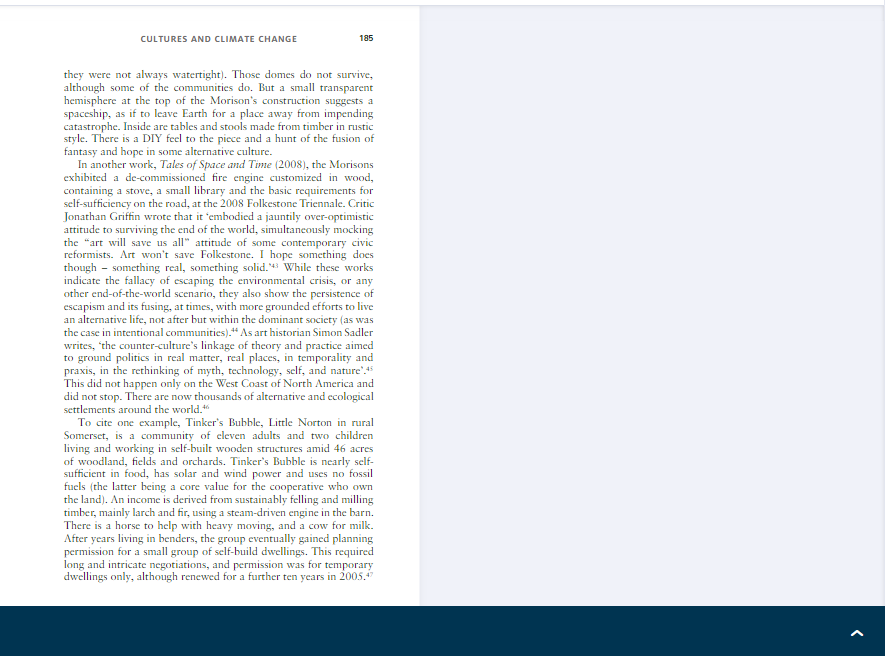 CULTURES AND CLIMATE CHANGE 185
they were not always watertight). Those domes do not survive,
although some of the communities do. But a small transparent
hemisphere at the top of the Morison's construction suggests a
spaceship, as if to leave Earth for a place away from impending
catastrophe. Inside are tables and stools made from timber in rustic
style. There is a DIY feel to the piece and a hunt of the fusion of
fantasy and hope in some alternative culture.
In another work, Tales of Space and Time (2008), the Morisons
exhibited a de-commissioned fire engine customized in wood,
containing a stove, a small library and the basic requirements for
self-sufficiency on the road, at the 2008 Folkestone Triennale. Critic
Jonathan Griffin wrote that it 'embodied a jauntily over-optimistic
attitude to surviving the end of the world, simultaneously mocking
the “art will save us all” attitude of some contemporary civic
reformists. Art won't save Folkestone. I hope something does
though – something real, something solid.'43 While these works
indicate the fallacy of escaping the environmental crisis, or any
other end-of-the-world scenario, they also show the persistence of
escapism and its fusing, at times, with more grounded efforts to live
an alternative life, not after but within the dominant society (as was
the case in intentional communities).44 As art historian Simon Sadler
writes, 'the counter-culture's linkage of theory and practice aimed
to ground politics in real matter, real places, in temporality and
praxis, in the rethinking of myth, technology, self, and nature'.45
This did not happen only on the West Coast of North America and
did not stop. There are now thousands of alternative and ecological
settlements around the world.46
To cite one example, Tinker's Bubble, Little Norton in rural
Somerset, is a community of eleven adults and two children
living and working in self-built wooden structures amid 46 acres
of woodland, fields and orchards. Tinker's Bubble is nearly self-
sufficient in food, has solar and wind power and uses no fossil
fuels (the latter being a core value for the cooperative who own
the land). An income is derived from sustainably felling and milling
timber, mainly larch and fir, using a steam-driven engine in the barn.
There is a horse to help with heavy moving, and a cow for milk.
After years living in benders, the group eventually gained planning
permission for a small group of self-build dwellings. This required
long and intricate negotiations, and permission was for temporary
dwellings only, although renewed for a further ten years in 2005.47